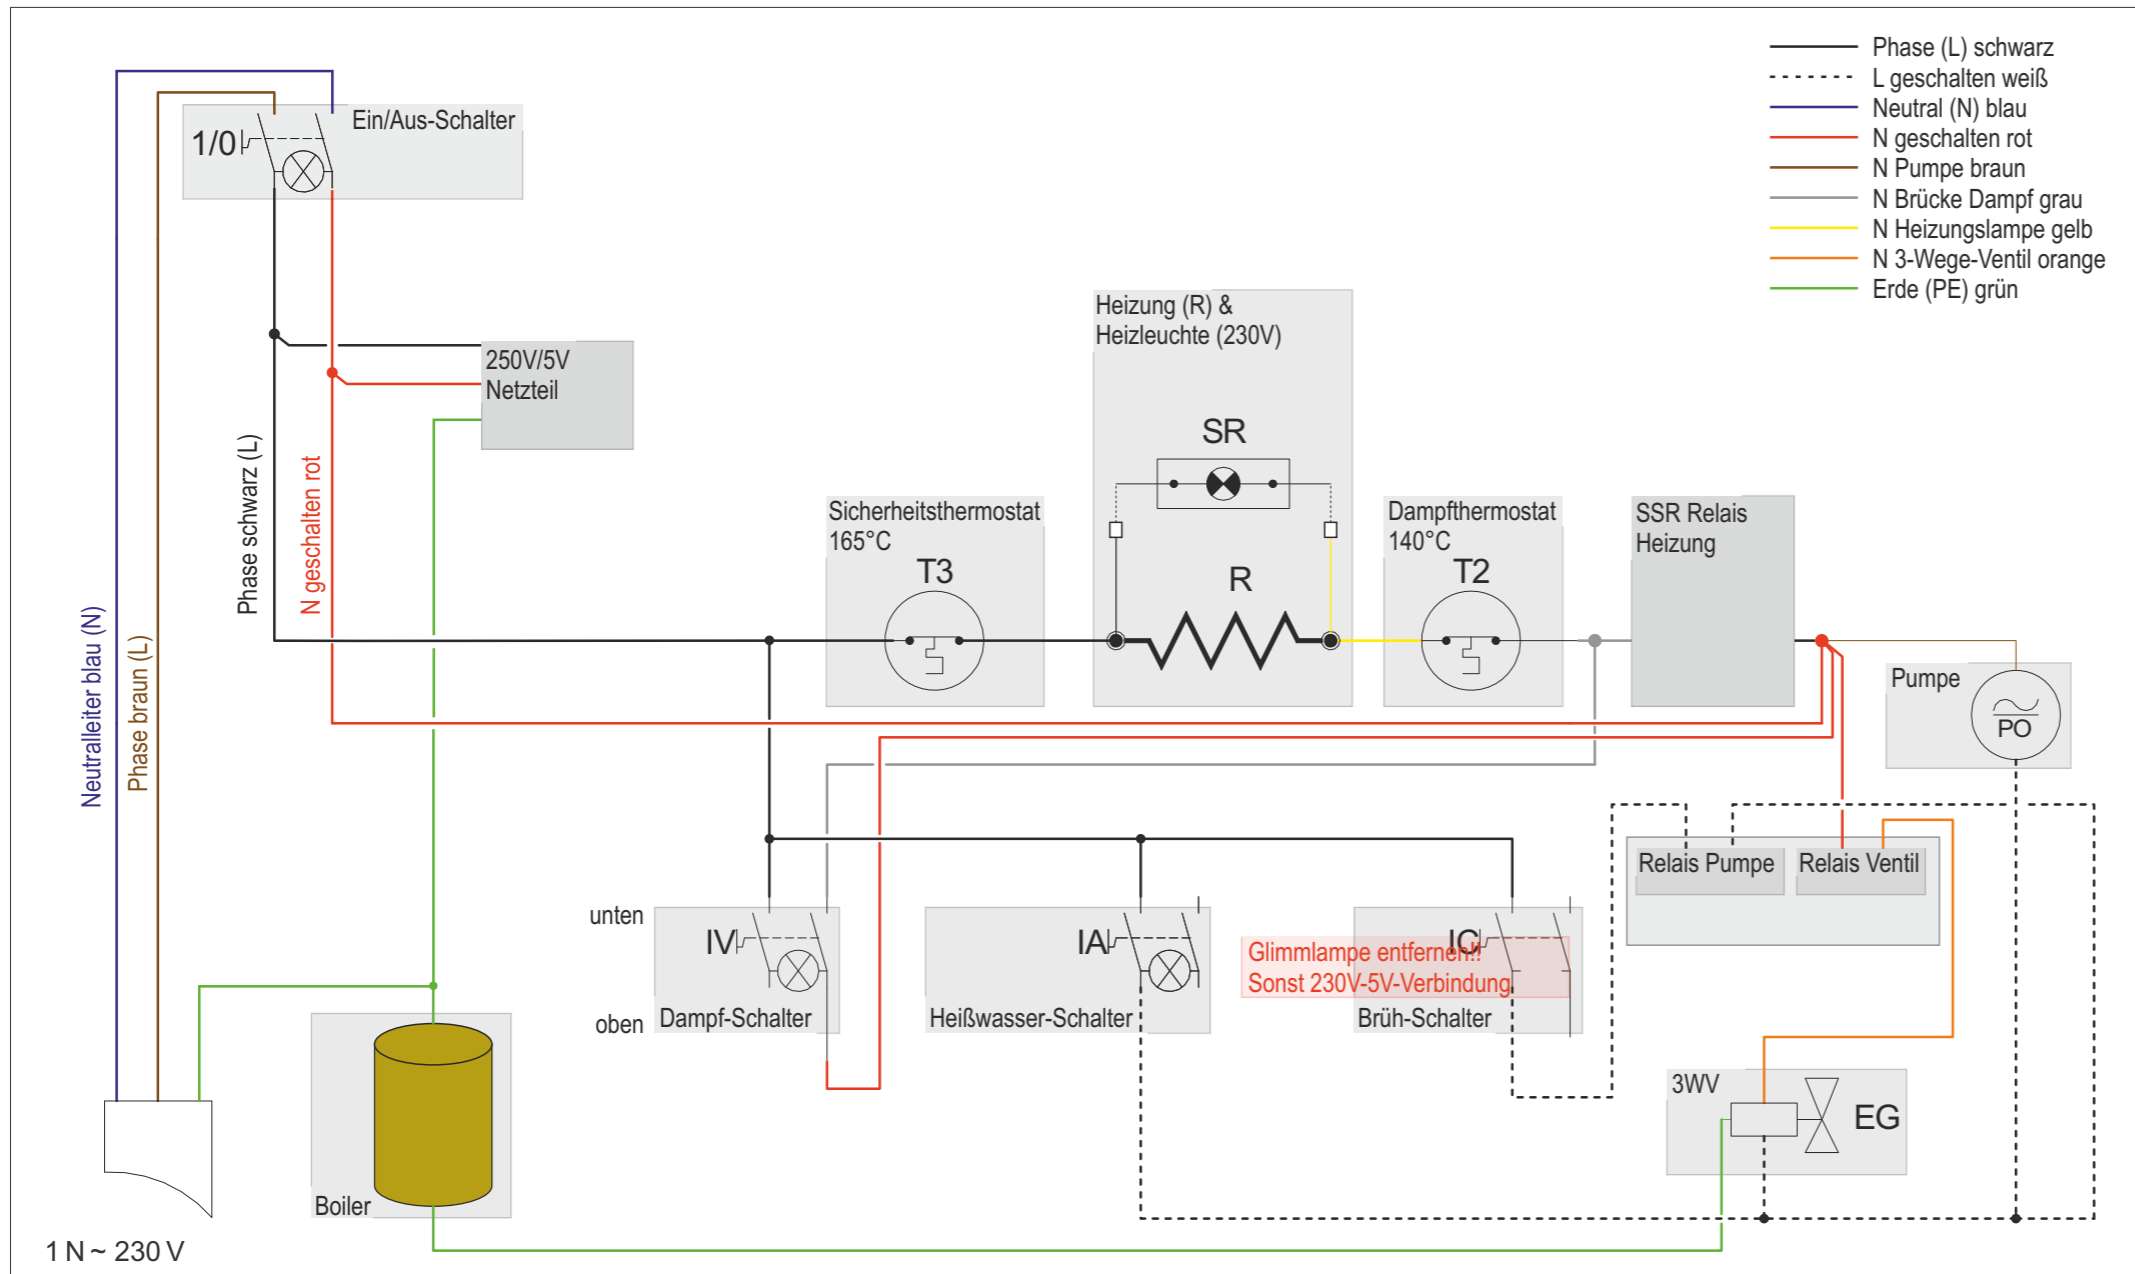 Phase (L) schwarz
L geschalten weiß
Neutral (N) blau
N geschalten rot
N Pumpe braun
N Brücke Dampf grau
N Heizungslampe gelb
N 3-Wege-Ventil orange
Erde (PE) grün
Ein/Aus-Schalter
1/0
250V/5V
Netzteil
Heizung (R) &
Heizleuchte (230V)
SR
R
Sicherheitsthermostat
165°C
T3
Dampfthermostat
140°C
T2
SSR Relais
Heizung
Pumpe
PO
Neutralleiter blau (N)
Phase braun (L)
Phase schwarz (L)
N geschalten rot
Relais Pumpe
Relais Ventil
unten
oben
IV
Dampf-Schalter
IA
Heißwasser-Schalter
IC
Glimmlampe entfernen!!
Sonst 230V-5V-Verbindung
Brüh-Schalter
3WV
EG
Boiler
1 N ~ 230 V